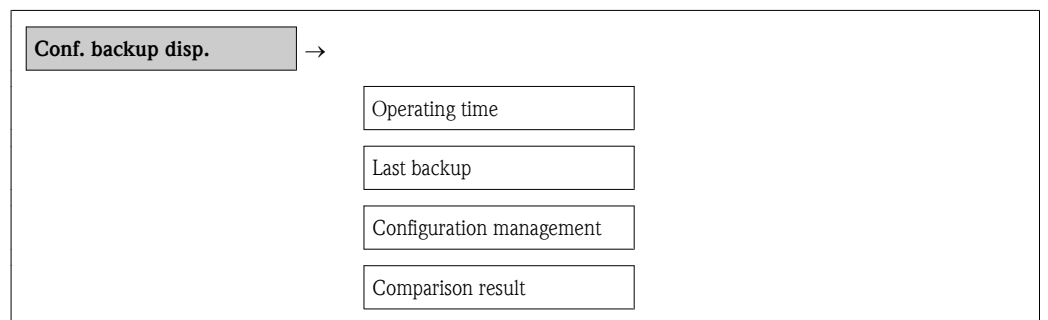 Conf. backup disp. →
Operating time
Last backup
Configuration management
Comparison result